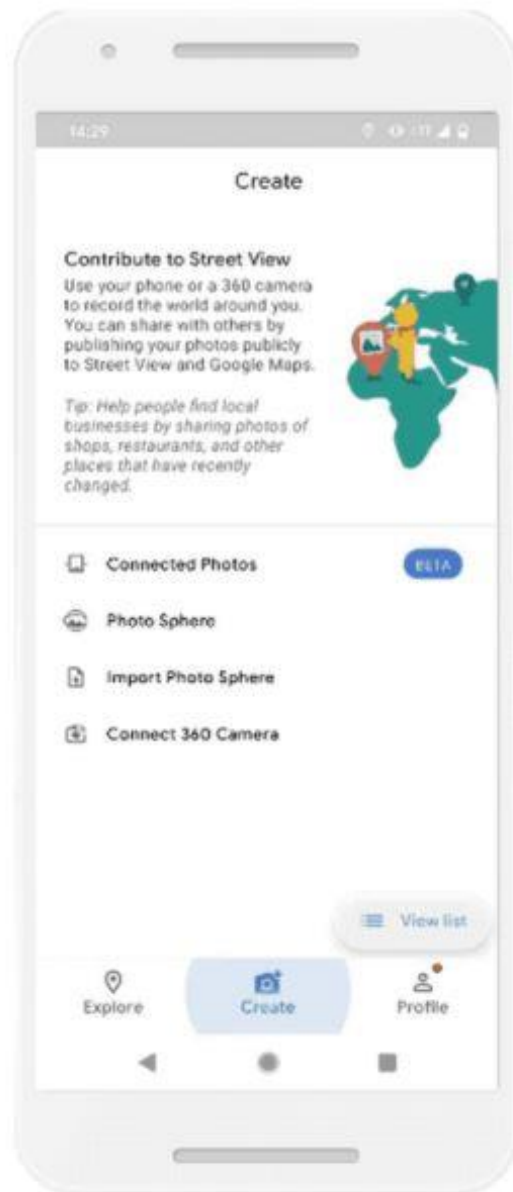 14:29
Create
Contribute to Street View
Use your phone or a 360 camera
to record the world around you.
You can share with others by
publishing your photos publicly
to Street View and Google Maps.
Tip: Help people find local
businesses by sharing photos of
shops, restaurants, and other
places that have recently
changed.
Connected Photos BETA
Photo Sphere
Import Photo Sphere
Connect 360 Camera
View list
Explore Create Profile